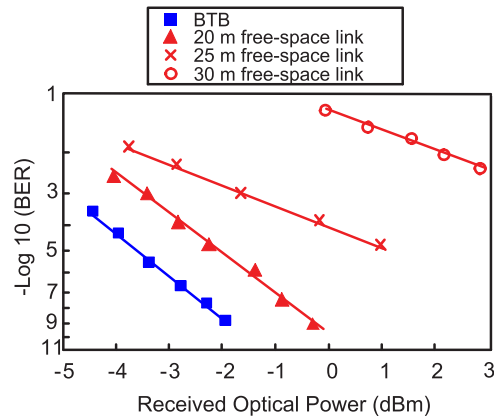 BTB
20 m free-space link
25 m free-space link
30 m free-space link
1
3
5
7
9
11
-Log 10 (BER)
-5 -4 -3 -2 -1 0 1 2 3
Received Optical Power (dBm)